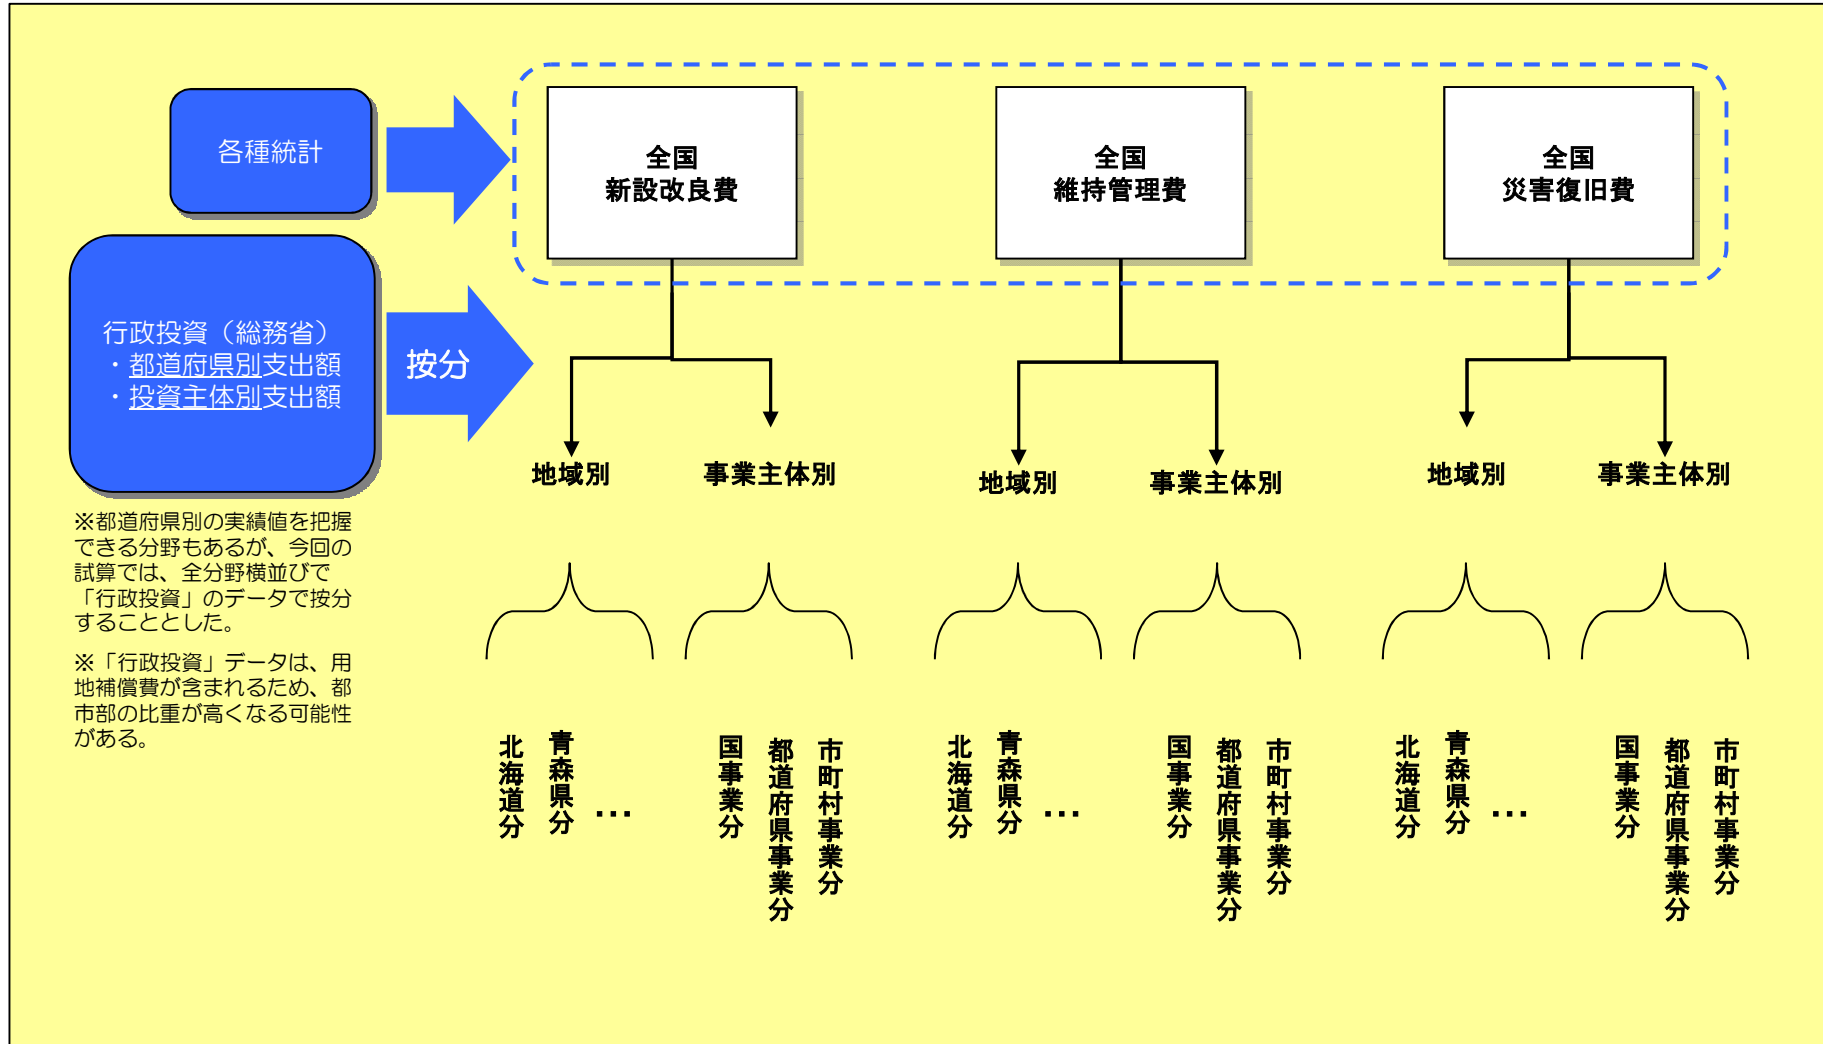 各種統計
全国
新設改良費
全国
維持管理費
全国
災害復旧費
行政投資（総務省）
・都道府県別支出額
・投資主体別支出額
按分
地域別
事業主体別
地域別
事業主体別
地域別
事業主体別
※都道府県別の実績値を把握
できる分野もあるが、今回の
試算では、全分野横並びで
「行政投資」のデータで按分
することとした。
※「行政投資」データは、用
地補償費が含まれるため、都
市部の比重が高くなる可能性
がある。
北海道分
青森県分
…
国事業分
都道府県事業分
市町村事業分
北海道分
青森県分
…
国事業分
都道府県事業分
市町村事業分
北海道分
青森県分
…
国事業分
都道府県事業分
市町村事業分